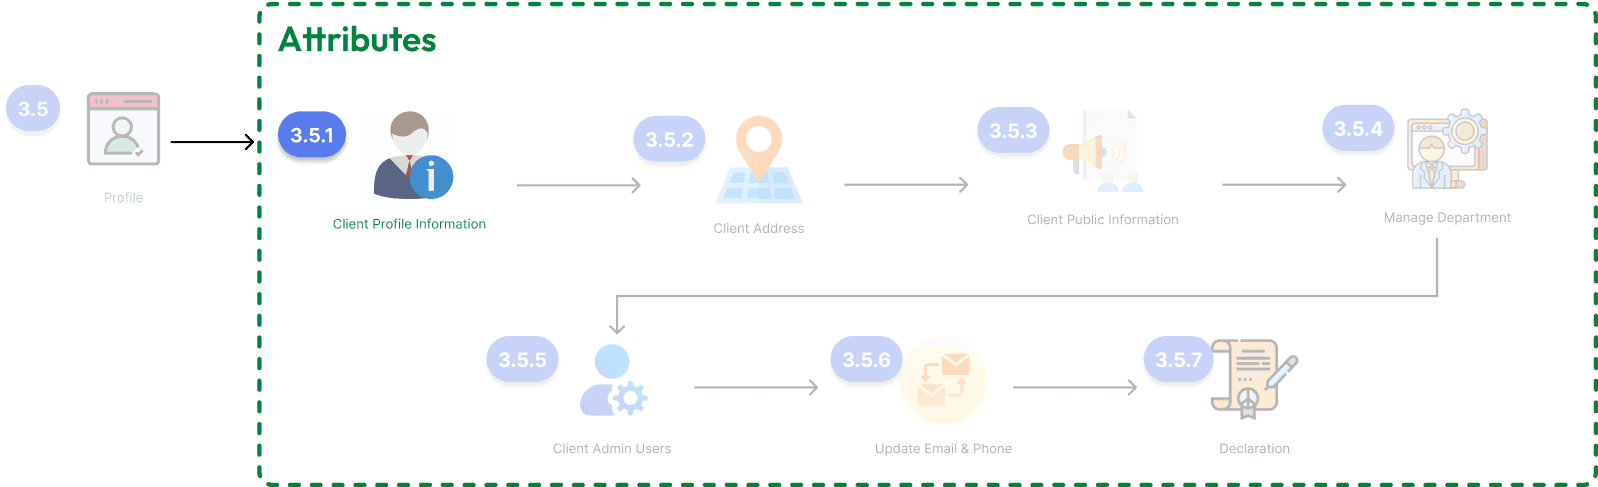 Attributes
3.5
Profile
3.5.1
Client Profile Information
3.5.2
Client Address
3.5.3
Client Public Information
3.5.4
Manage Department
3.5.5
Client Admin Users
3.5.6
Update Email & Phone
3.5.7
Declaration